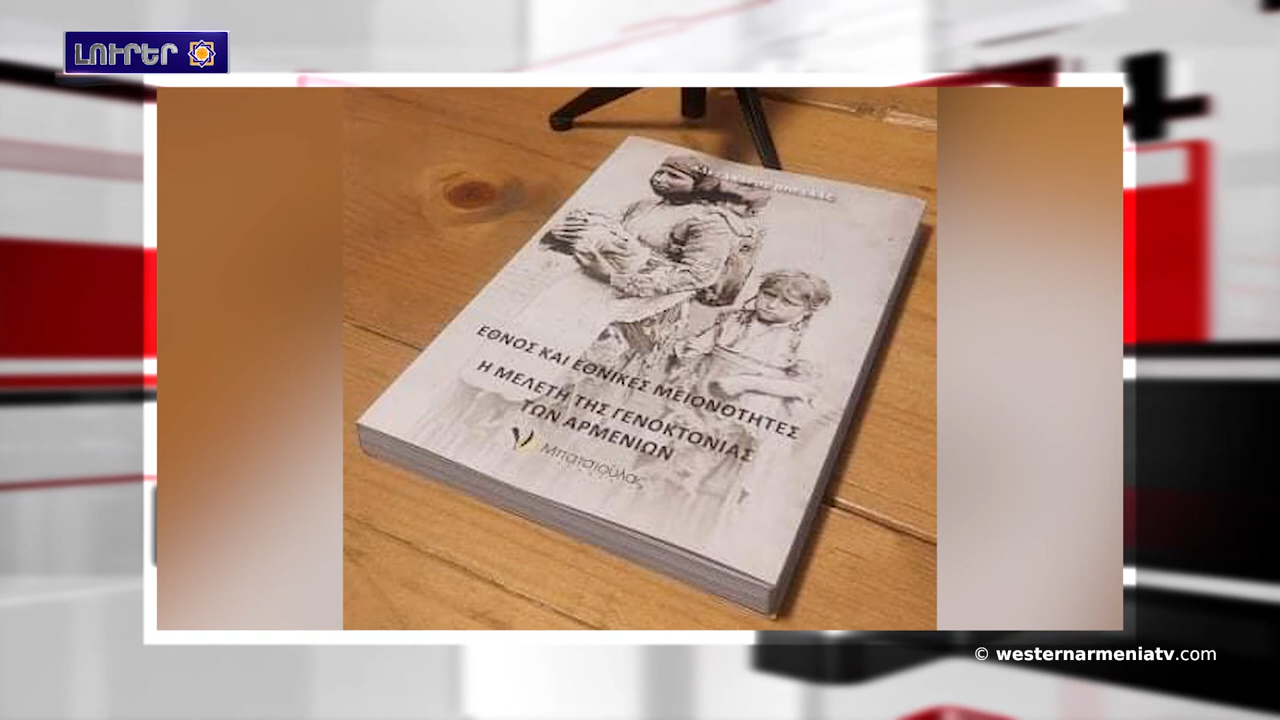 ԼՈՒՐԵՐ
ΕΘΝΟΣ ΚΑΙ ΕΘΝΙΚΕΣ ΜΕΙΟΝΟΤΗΤΕΣ
Η ΜΕΛΕΤΗ ΤΗΣ ΓΕΝΟΚΤΟΝΙΑΣ
ΤΩΝ ΑΡΜΕΝΙΩΝ
Μπατσιούλας
© westernarmeniatv.com